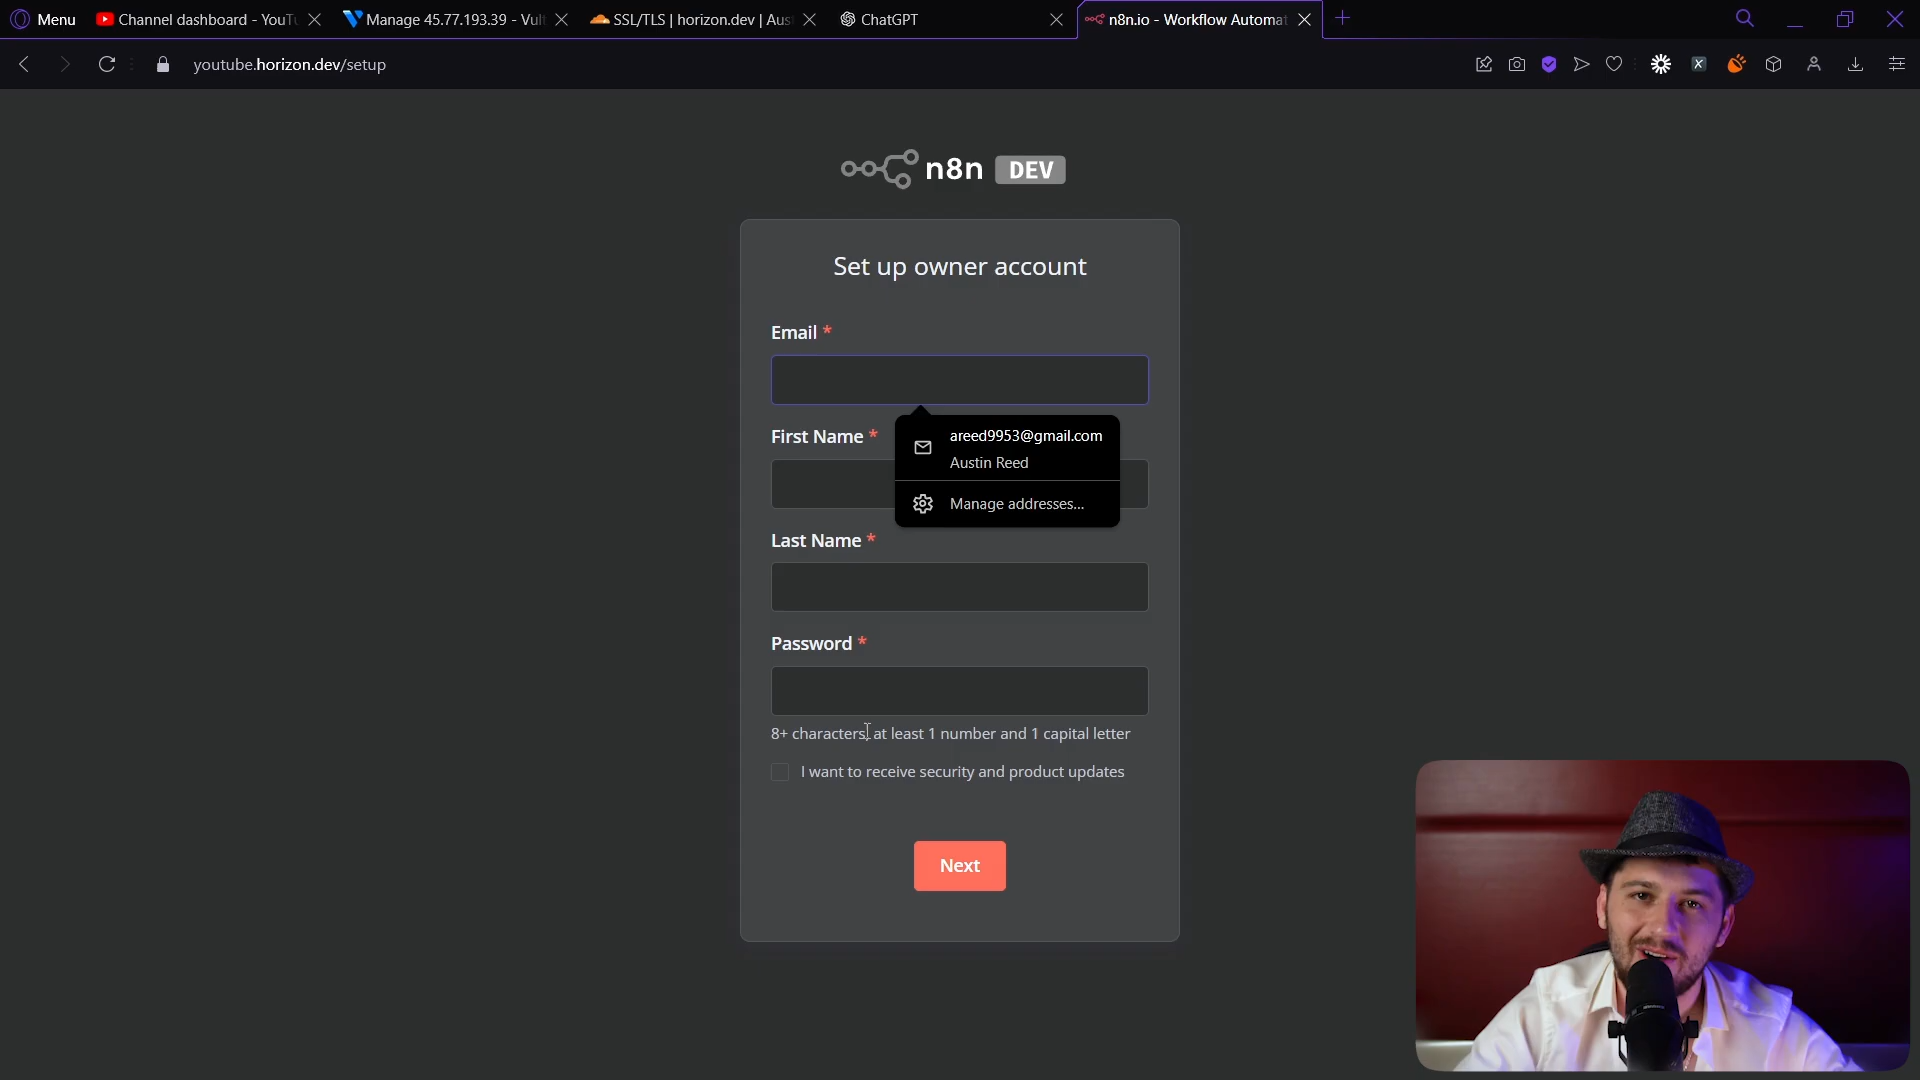 Menu
Channel dashboard - YouTu
Manage 45.77.193.39 - Vult
SSL/TLS | horizon.dev | Aus
ChatGPT
n8n.io - Workflow Automat
youtube.horizon.dev/setup
n8n DEV
Set up owner account
Email *
areed9953@gmail.com
Austin Reed
Manage addresses...
First Name *
Last Name *
Password *
8+ characters, at least 1 number and 1 capital letter
I want to receive security and product updates
Next